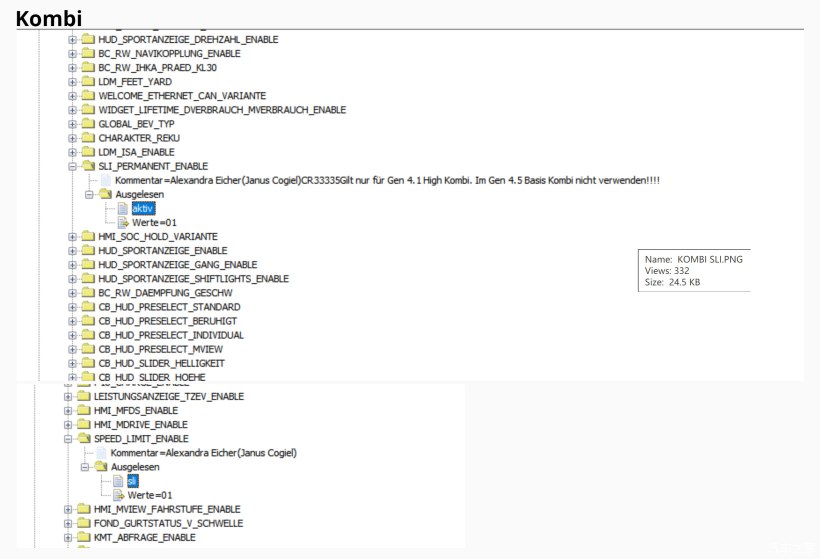 Kombi
HUD_SPORTANZEIGE_DREHZAHL_ENABLE
BC_RW_NAVIKOPPLUNG_ENABLE
BC_RW_IHKA_PRAED_KL30
LDM_FEET_YARD
WELCOME_ETHERNET_CAN_VARIANTE
WIDGET_LIFETIME_DVERBRAUCH_MVERBRAUCH_ENABLE
GLOBAL_BEV_TYP
CHARAKTER_REKU
LDM_ISA_ENABLE
SLI_PERMANENT_ENABLE
Kommentar=Alexandra Eicher(Janus Cogiel)CR33335Gilt nur für Gen 4.1 High Kombi. Im Gen 4.5 Basis Kombi nicht verwenden!!!!
Ausgelesen
aktiv
Werte=01
HMI_SOC_HOLD_VARIANTE
HUD_SPORTANZEIGE_ENABLE
HUD_SPORTANZEIGE_GANG_ENABLE
HUD_SPORTANZEIGE_SHIFTLIGHTS_ENABLE
BC_RW_DAEMPFUNG_GESCHW
CB_HUD_PRESELECT_STANDARD
CB_HUD_PRESELECT_BERUHIGT
CB_HUD_PRESELECT_INDIVIDUAL
CB_HUD_PRESELECT_MVIEW
CB_HUD_SLIDER_HELLIGKEIT
CB_HUD_SLIDER_HOEHE
Name: KOMBI SLI.PNG
Views: 332
Size: 24.5 KB
LEISTUNGSANZEIGE_TZEV_ENABLE
HMI_MFDS_ENABLE
HMI_MDRIVE_ENABLE
SPEED_LIMIT_ENABLE
Kommentar=Alexandra Eicher(Janus Cogiel)
Ausgelesen
sli
Werte=01
HMI_MVIEW_FAHRSTUFE_ENABLE
FOND_GURTSTATUS_V_SCHWELLE
KMT_ABFRAGE_ENABLE